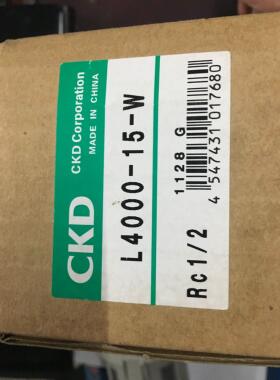 CKD
CKD Corporation
MADE IN CHINA
L4000-15-W
Rc1/2
1128 G
4 547431 017680